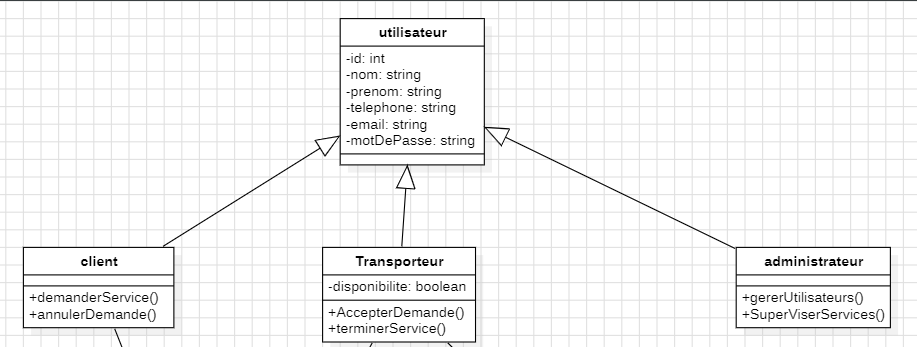 utilisateur
-id: int
-nom: string
-prenom: string
-telephone: string
-email: string
-motDePasse: string
client
+demanderService()
+annulerDemande()
Transporteur
-disponibilite: boolean
+AccepterDemande()
+terminerService()
administrateur
+gererUtilisateurs()
+SuperViserServices()